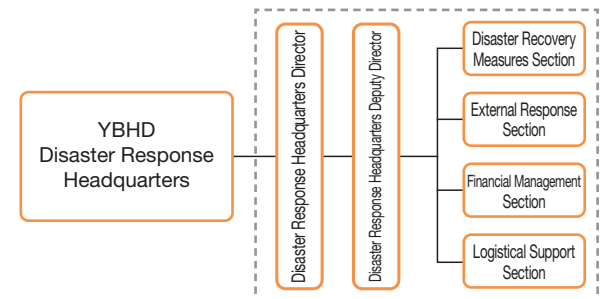 YBHD
Disaster Response
Headquarters
Disaster Response Headquarters Director
Disaster Response Headquarters Deputy Director
Disaster Recovery
Measures Section
External Response
Section
Financial Management
Section
Logistical Support
Section